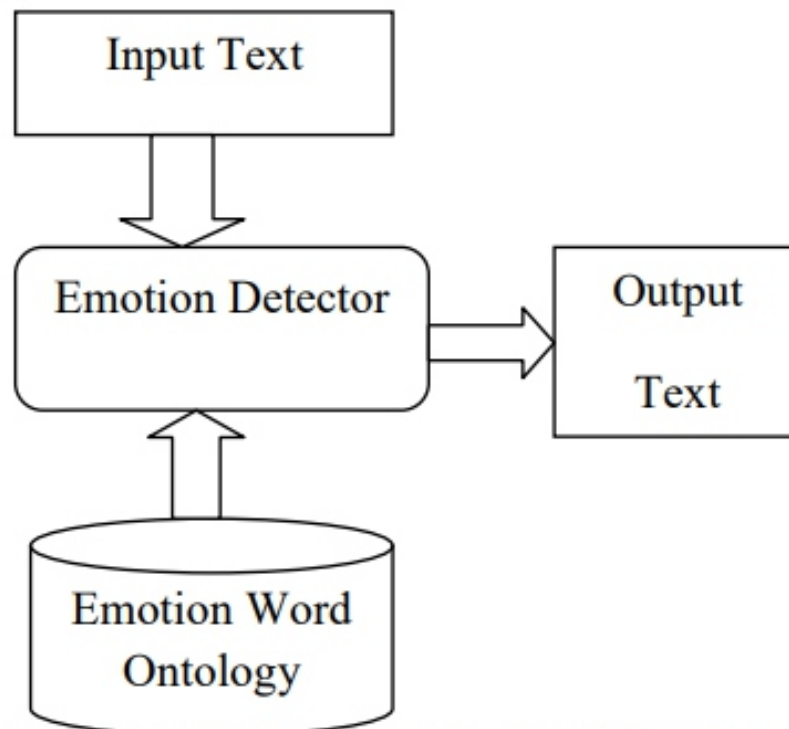 Input Text
Emotion Detector
Output
Text
Emotion Word
Ontology